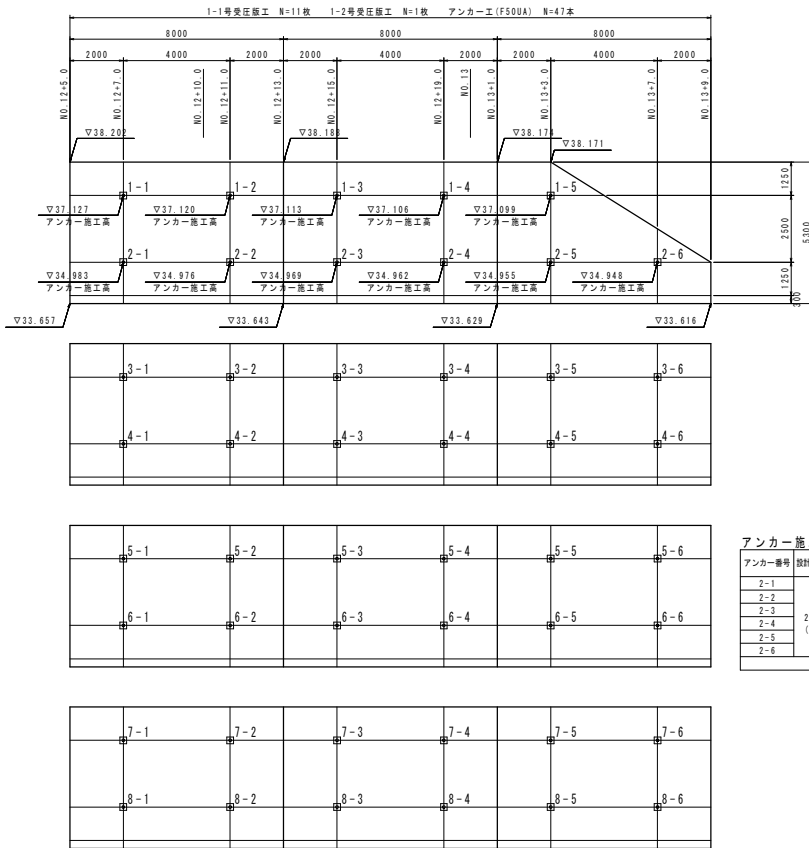 1-1号受圧版工 N=11枚 1-2号受圧版工 N=1枚 アンカー工(F50UA) N=47本
8000 8000 8000
2000 4000 2000 2000 4000 2000 2000 4000 2000
NO.12+5.0 NO.12+7.0 NO.12+10.0 NO.12+11.0 NO.12+13.0 NO.12+15.0 NO.12+19.0 NO.13 NO.13+1.0 NO.13+3.0 NO.13+7.0 NO.13+9.0
▽38.202 ▽38.188 ▽38.174
▽38.171
1250
1-1 1-2 1-3 1-4 1-5
▽37.127 ▽37.120 ▽37.113 ▽37.106 ▽37.099
アンカー施工高 アンカー施工高 アンカー施工高 アンカー施工高 アンカー施工高
2500 5300
2-1 2-2 2-3 2-4 2-5 2-6
▽34.983 ▽34.976 ▽34.969 ▽34.962 ▽34.955 ▽34.948
アンカー施工高 アンカー施工高 アンカー施工高 アンカー施工高 アンカー施工高 アンカー施工高
1250
300
▽33.657 ▽33.643 ▽33.629 ▽33.616
3-1 3-2 3-3 3-4 3-5 3-6
4-1 4-2 4-3 4-4 4-5 4-6
5-1 5-2 5-3 5-4 5-5 5-6
6-1 6-2 6-3 6-4 6-5 6-6
アンカー施
アンカー番号 設計
2-1
2-2
2-3
2-4
2-5
2-6
2
(
7-1 7-2 7-3 7-4 7-5 7-6
8-1 8-2 8-3 8-4 8-5 8-6